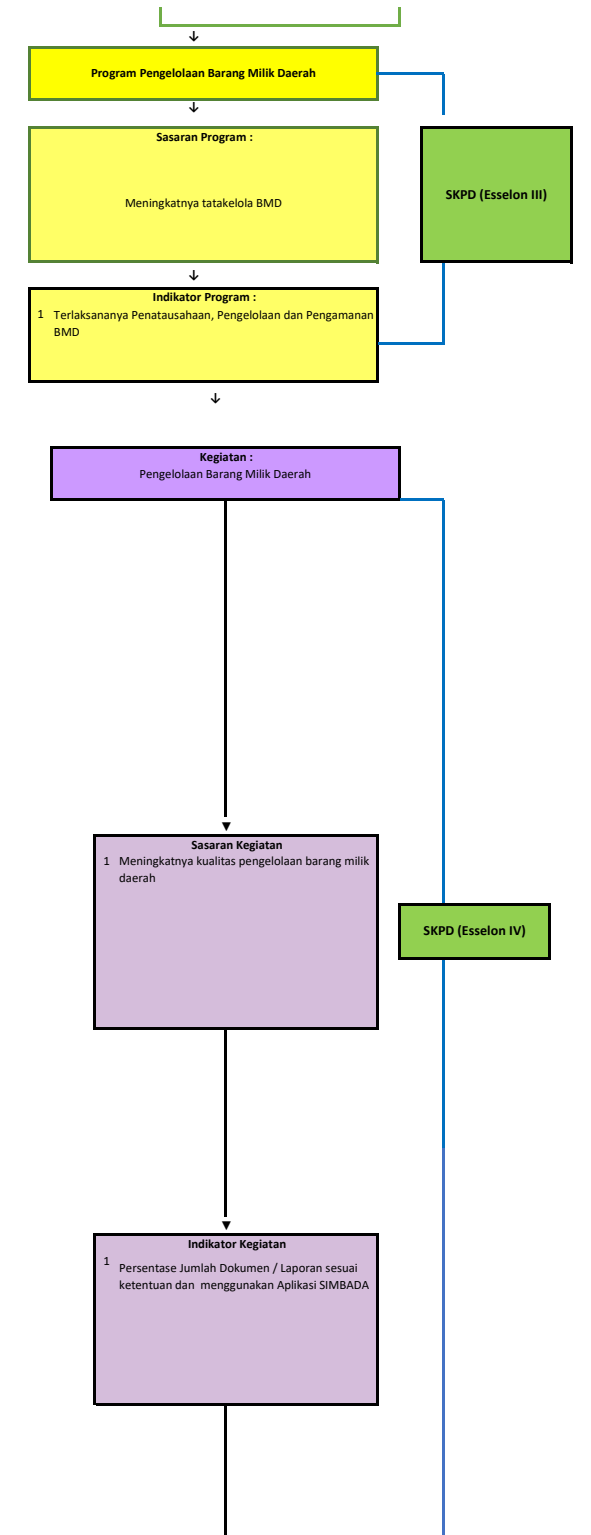 Program Pengelolaan Barang Milik Daerah
Sasaran Program :
Meningkatnya tatakelola BMD
SKPD (Esselon III)
Indikator Program :
1 Terlaksananya Penatausahaan, Pengelolaan dan Pengamanan
BMD
Kegiatan :
Pengelolaan Barang Milik Daerah
Sasaran Kegiatan
1 Meningkatnya kualitas pengelolaan barang milik
daerah
SKPD (Esselon IV)
Indikator Kegiatan
1 Persentase Jumlah Dokumen / Laporan sesuai
ketentuan dan menggunakan Aplikasi SIMBADA